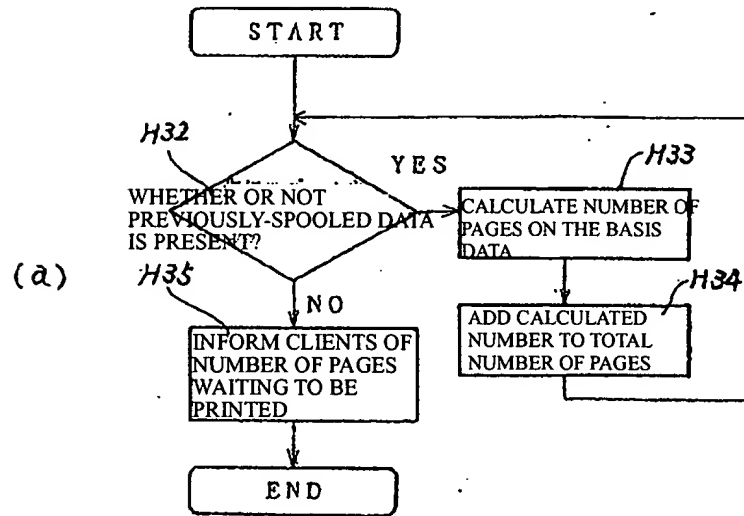 START
H32
YES
H33
WHETHER OR NOT
PREVIOUSLY-SPOOLED DATA
IS PRESENT?
CALCULATE NUMBER OF
PAGES ON THE BASIS
DATA
(a)
H35
NO
H34
INFORM CLIENTS OF
NUMBER OF PAGES
WAITING TO BE
PRINTED
ADD CALCULATED
NUMBER TO TOTAL
NUMBER OF PAGES
END